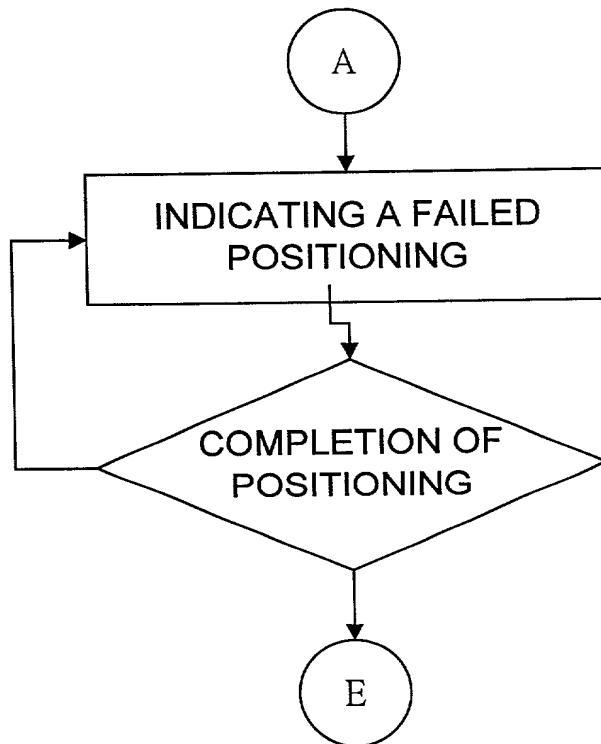 A
INDICATING A FAILED
POSITIONING
COMPLETION OF
POSITIONING
E